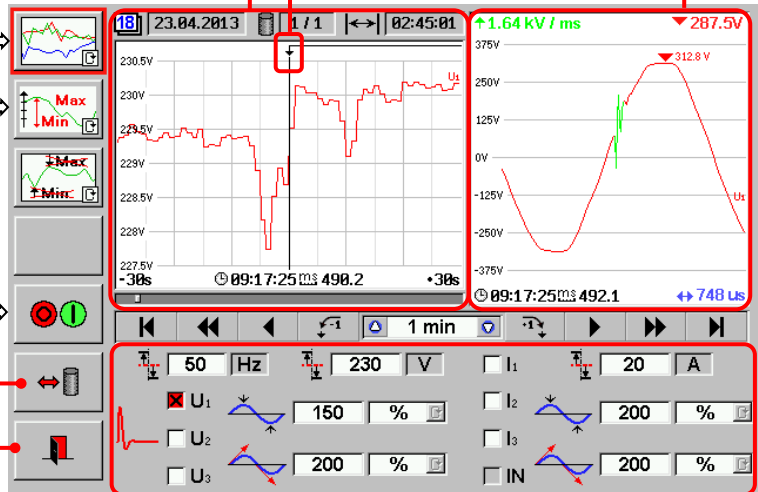 18 23.04.2013 1 / 1 02:45:01
↑1.64 kV / ms ▼287.5V
Max
Min
Max
Min
230.5V
230V
229.5V
229V
228.5V
228V
227.5V
U1
-30s 09:17:25 ms 490.2 +30s
375V
250V
125V
0V
-125V
-250V
-375V
312.8 V
U1
09:17:25 ms 492.1 ↔ 748 us
-1 1 min +1
50 Hz 230 V I1 20 A
U1 150 % I2 200 %
U2 I3
U3 200 % IN 200 %